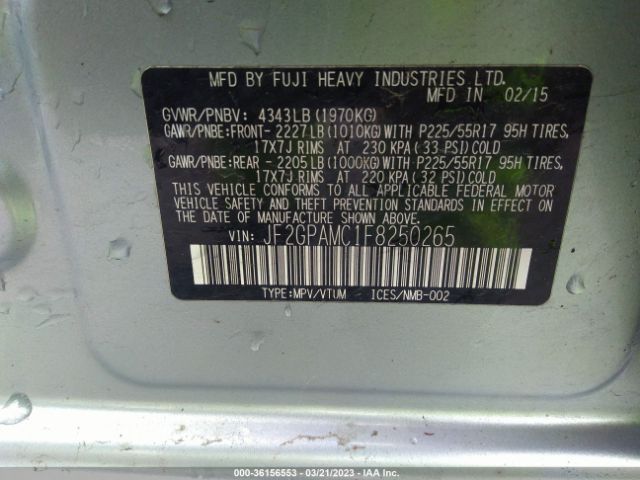 MFD BY FUJI HEAVY INDUSTRIES LTD.
MFD IN 02/15
GVWR/PNBV: 4343LB (1970KG)
GAWR/PNBE:FRONT- 2227LB (1010KG) WITH P225/55R17 95H TIRES,
17X7J RIMS AT 230 KPA (33 PSI) COLD
GAWR/PNBE:REAR - 2205LB (1000KG) WITH P225/55R17 95H TIRES,
17X7J RIMS AT 220 KPA (32 PSI) COLD
THIS VEHICLE CONFORMS TO ALL APPLICABLE FEDERAL MOTOR
VEHICLE SAFETY AND THEFT PREVENTION STANDARDS IN EFFECT
ON THE DATE OF MANUFACTURE SHOWN ABOVE.
VIN: JF2GPAMC1F8250265
TYPE:MPV/VTUM ICES/NMB-002
000-36156553 — 03/21/2023 — IAA Inc.